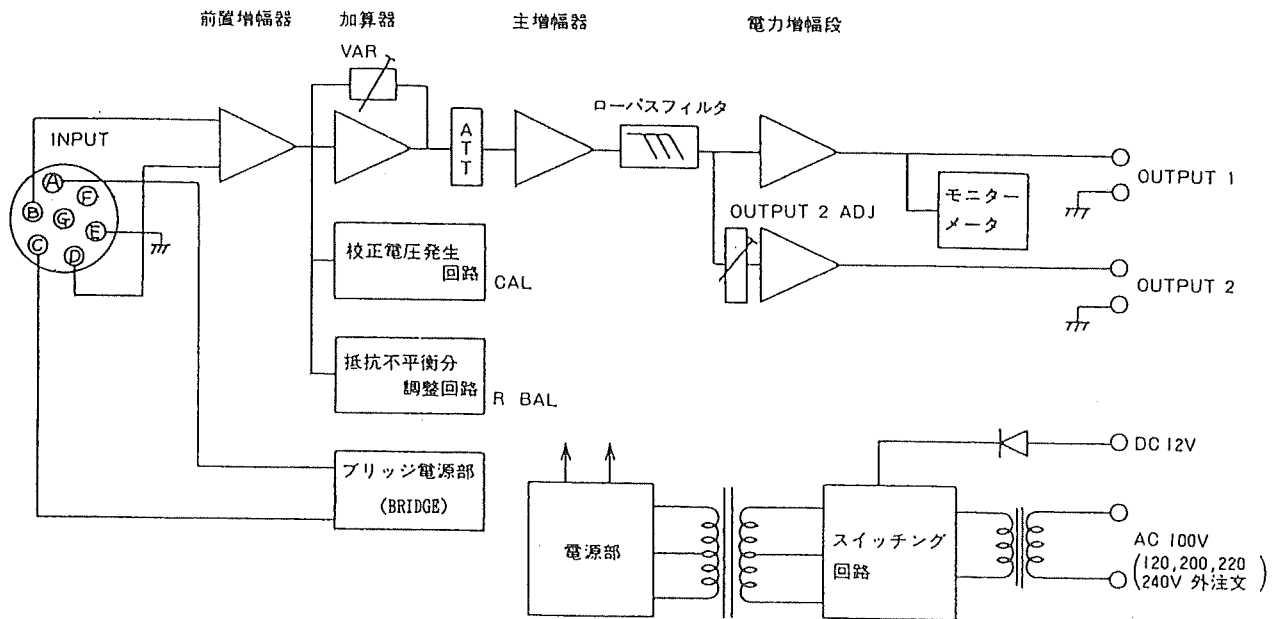 前置増幅器
加算器
主増幅器
電力増幅段
VAR
ローパスフィルタ
INPUT
ATT
A
B
C
D
E
F
G
OUTPUT 1
モニター
メータ
OUTPUT 2 ADJ
OUTPUT 2
校正電圧発生
回路
CAL
抵抗不平衡分
調整回路
R BAL
ブリッジ電源部
(BRIDGE)
電源部
スイッチング
回路
DC 12V
AC 100V
(120,200,220
240V 外注文